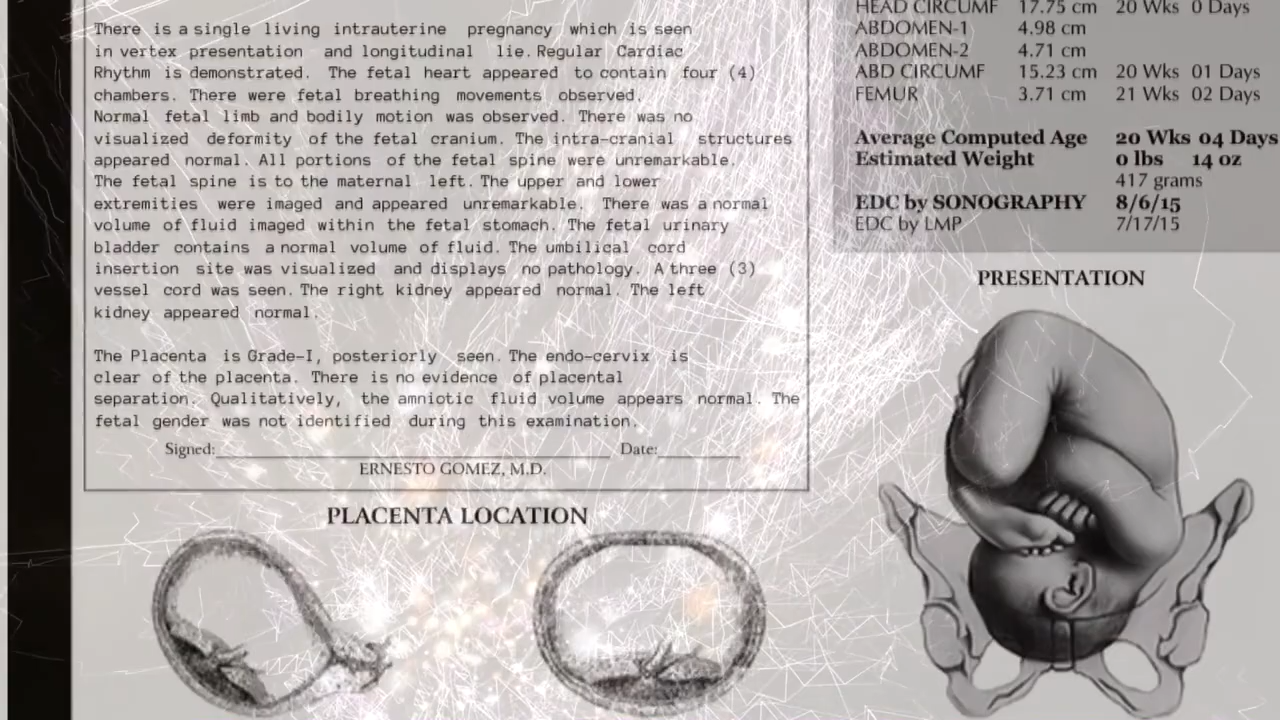 There is a single living intrauterine pregnancy which is seen
in vertex presentation and longitudinal lie. Regular Cardiac
Rhythm is demonstrated. The fetal heart appeared to contain four (4)
chambers. There were fetal breathing movements observed.
Normal fetal limb and bodily motion was observed. There was no
visualized deformity of the fetal cranium. The intra-cranial structures
appeared normal. All portions of the fetal spine were unremarkable.
The fetal spine is to the maternal left. The upper and lower
extremities were imaged and appeared unremarkable. There was a normal
volume of fluid imaged within the fetal stomach. The fetal urinary
bladder contains a normal volume of fluid. The umbilical cord
insertion site was visualized and displays no pathology. A three (3)
vessel cord was seen. The right kidney appeared normal. The left
kidney appeared normal.
The Placenta is Grade-I, posteriorly seen. The endo-cervix is
clear of the placenta. There is no evidence of placental
separation. Qualitatively, the amniotic fluid volume appears normal. The
fetal gender was not identified during this examination.
Signed: Date:
ERNESTO GOMEZ, M.D.
PLACENTA LOCATION
HEAD CIRCUMF 17.75 cm 20 Wks 0 Days
ABDOMEN-1 4.98 cm
ABDOMEN-2 4.71 cm
ABD CIRCUMF 15.23 cm 20 Wks 01 Days
FEMUR 3.71 cm 21 Wks 02 Days
Average Computed Age 20 Wks 04 Days
Estimated Weight 0 lbs 14 oz
417 grams
EDC by SONOGRAPHY 8/6/15
EDC by LMP 7/17/15
PRESENTATION